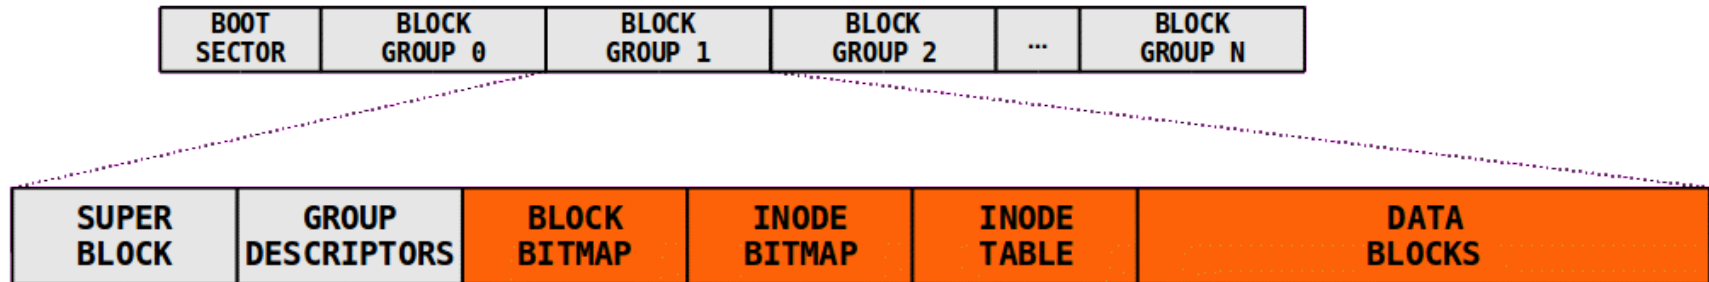 BOOT SECTOR
BLOCK GROUP 0
BLOCK GROUP 1
BLOCK GROUP 2
...
BLOCK GROUP N
SUPER BLOCK
GROUP DESCRIPTORS
BLOCK BITMAP
INODE BITMAP
INODE TABLE
DATA BLOCKS